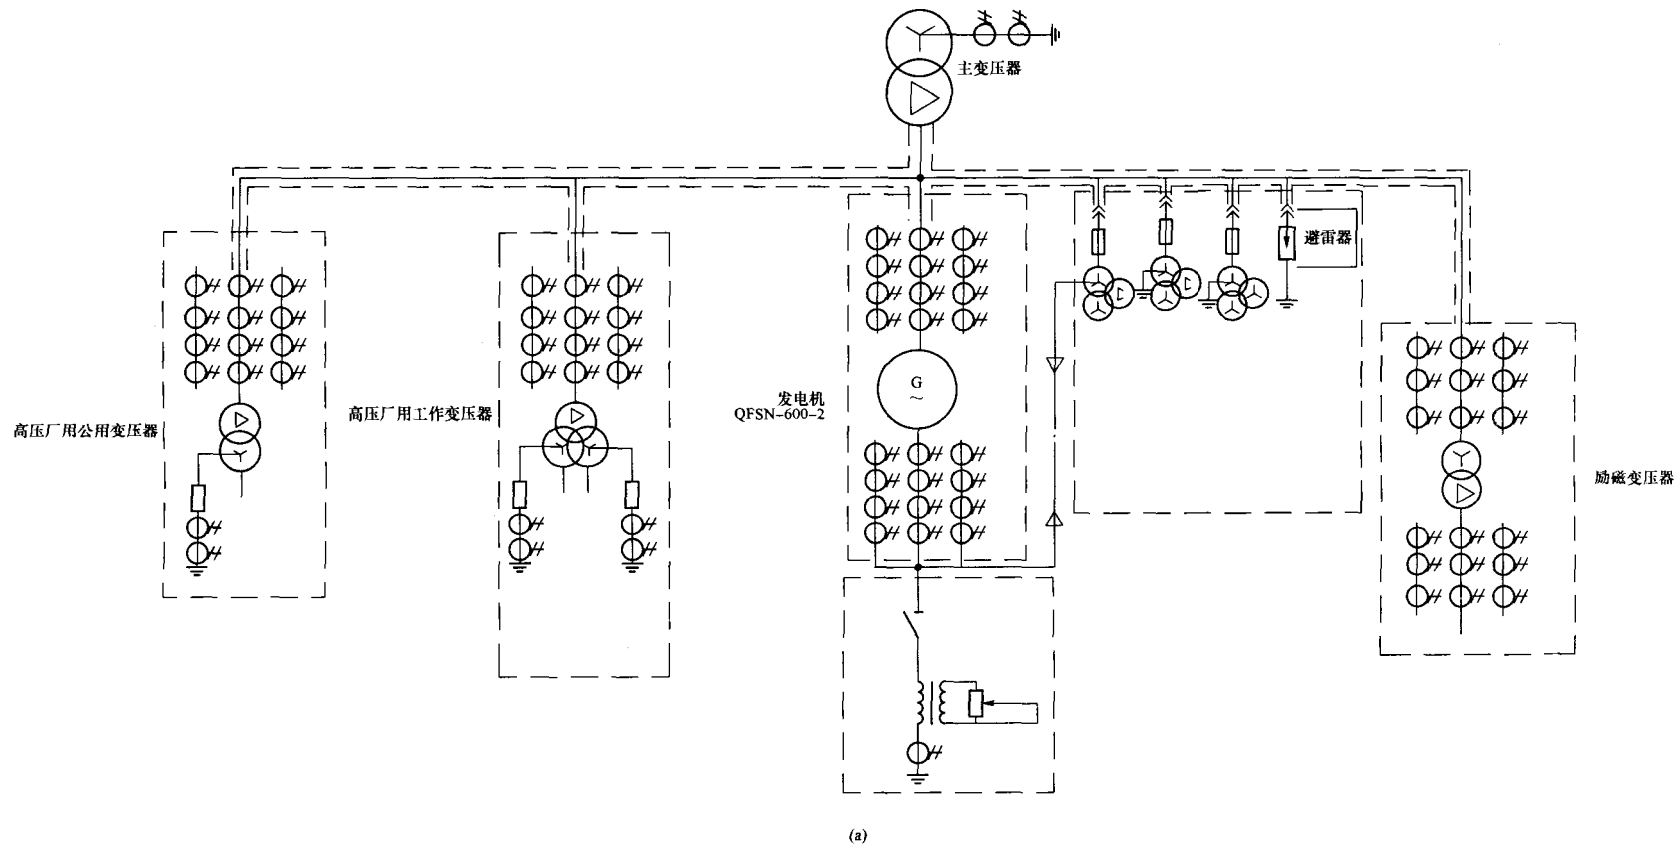 主变压器
避雷器
发电机
QFSN-600-2
G
~
高压厂用工作变压器
高压厂用公用变压器
励磁变压器
(a)